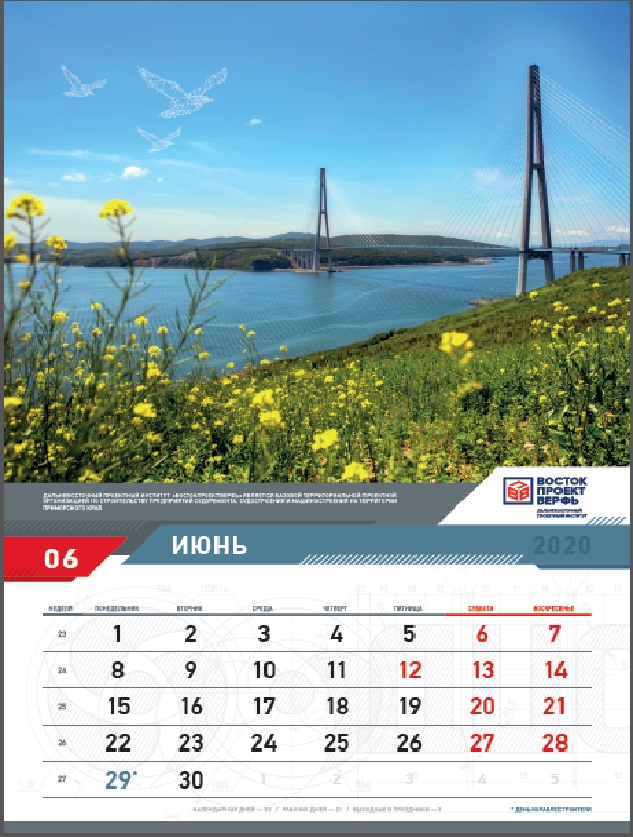 ДАЛЬНЕВОСТОЧНЫЙ ПРОЕКТНЫЙ ИНСТИТУТ «ВОСТОКПРОЕКТВЕРФЬ» ЯВЛЯЕТСЯ БАЗОВОЙ ТЕРРИТОРИАЛЬНОЙ ПРОЕКТНОЙ
ОРГАНИЗАЦИЕЙ ПО СТРОИТЕЛЬСТВУ ПРЕДПРИЯТИЙ СУДОРЕМОНТА, СУДОСТРОЕНИЯ И МАШИНОСТРОЕНИЯ НА ТЕРРИТОРИИ
ПРИМОРСКОГО КРАЯ.
ВОСТОК
ПРОЕКТ
ВЕРФЬ
ДАЛЬНЕВОСТОЧНЫЙ
ПРОЕКТНЫЙ ИНСТИТУТ
06 ИЮНЬ 2020
НЕДЕЛЯ ПОНЕДЕЛЬНИК ВТОРНИК СРЕДА ЧЕТВЕРГ ПЯТНИЦА СУББОТА ВОСКРЕСЕНЬЕ
23 1 2 3 4 5 6 7
24 8 9 10 11 12 13 14
25 15 16 17 18 19 20 21
26 22 23 24 25 26 27 28
27 29* 30 1 2 3 4 5
КАЛЕНДАРНЫХ ДНЕЙ — 30 / РАБОЧИХ ДНЕЙ — 21 / ВЫХОДНЫЕ И ПРАЗДНИКИ — 9
* ДЕНЬ КОРАБЛЕСТРОИТЕЛЯ